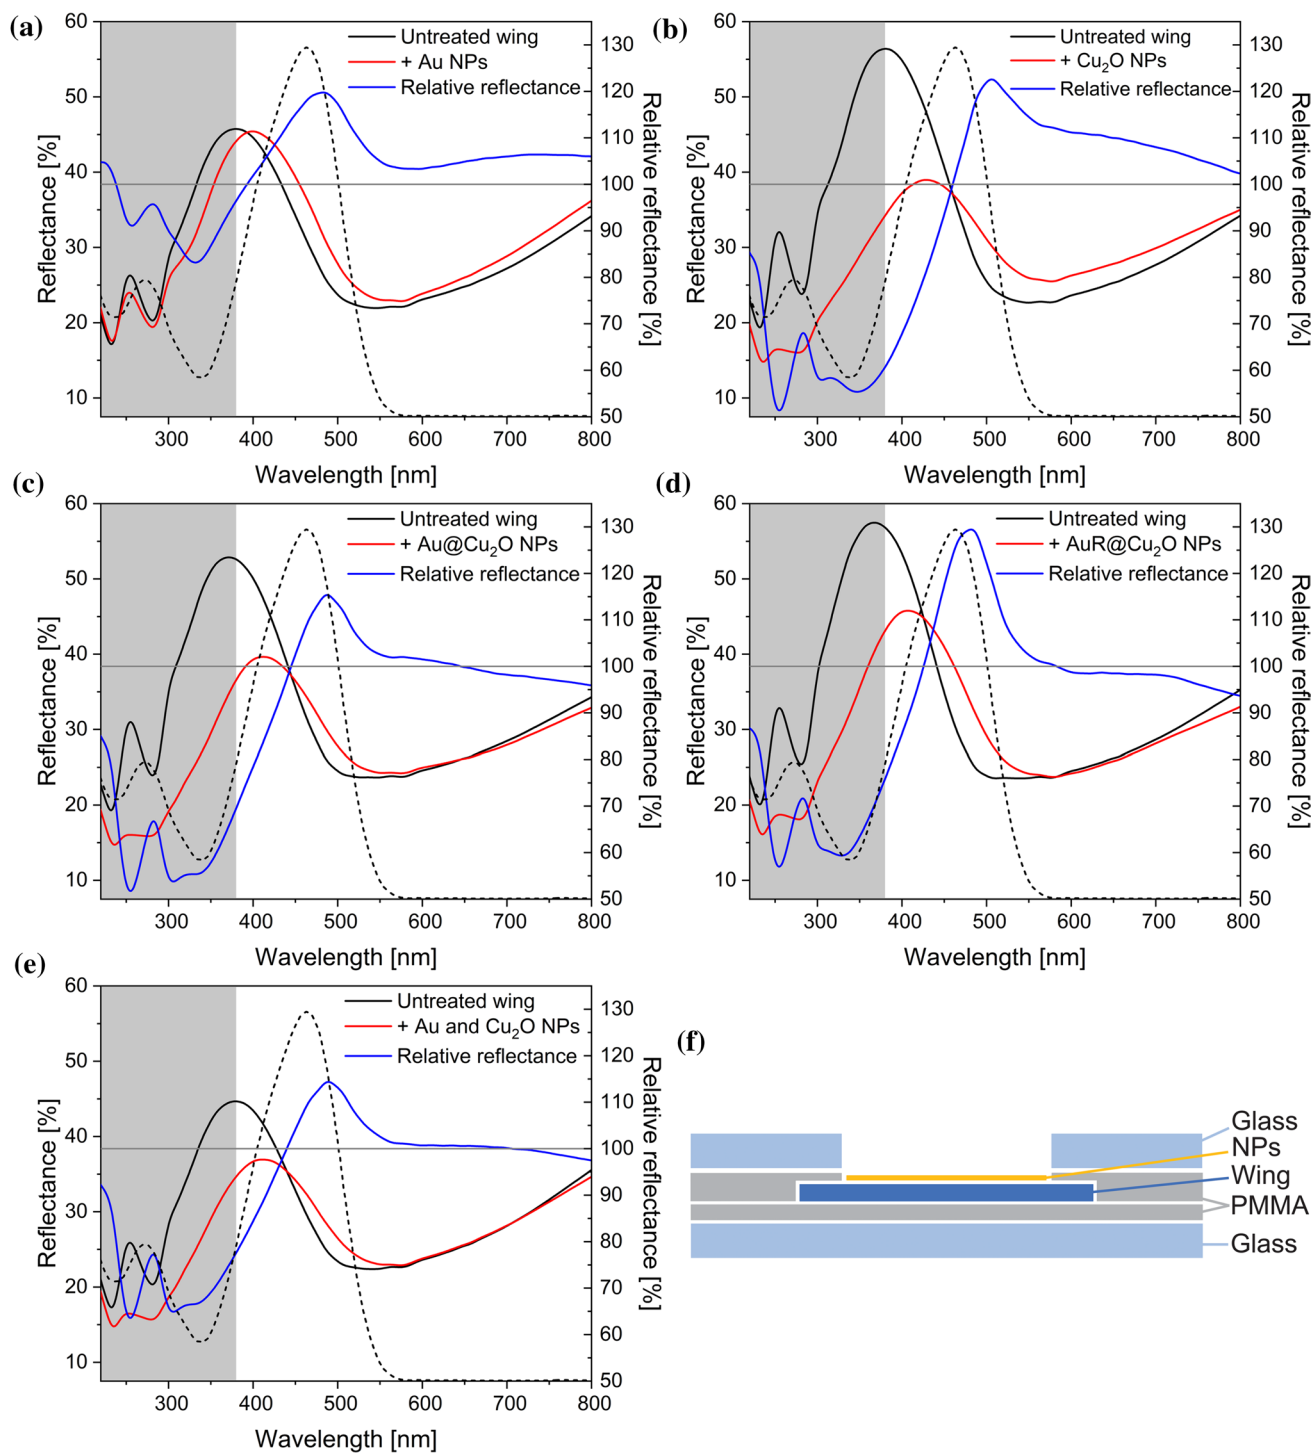 (a)
60
50
40
30
20
10
Reflectance [%]
Untreated wing
+ Au NPs
Relative reflectance
130
120
110
100
90
80
70
60
50
Relative reflectance [%]
300 400 500 600 700 800
Wavelength [nm]
(b)
60
50
40
30
20
10
Reflectance [%]
Untreated wing
+ Cu₂O NPs
Relative reflectance
130
120
110
100
90
80
70
60
50
Relative reflectance [%]
300 400 500 600 700 800
Wavelength [nm]
(c)
60
50
40
30
20
10
Reflectance [%]
Untreated wing
+ Au@Cu₂O NPs
Relative reflectance
130
120
110
100
90
80
70
60
50
Relative reflectance [%]
300 400 500 600 700 800
Wavelength [nm]
(d)
60
50
40
30
20
10
Reflectance [%]
Untreated wing
+ AuR@Cu₂O NPs
Relative reflectance
130
120
110
100
90
80
70
60
50
Relative reflectance [%]
300 400 500 600 700 800
Wavelength [nm]
(e)
60
50
40
30
20
10
Reflectance [%]
Untreated wing
+ Au and Cu₂O NPs
Relative reflectance
130
120
110
100
90
80
70
60
50
Relative reflectance [%]
300 400 500 600 700 800
Wavelength [nm]
(f)
Glass
NPs
Wing
PMMA
Glass